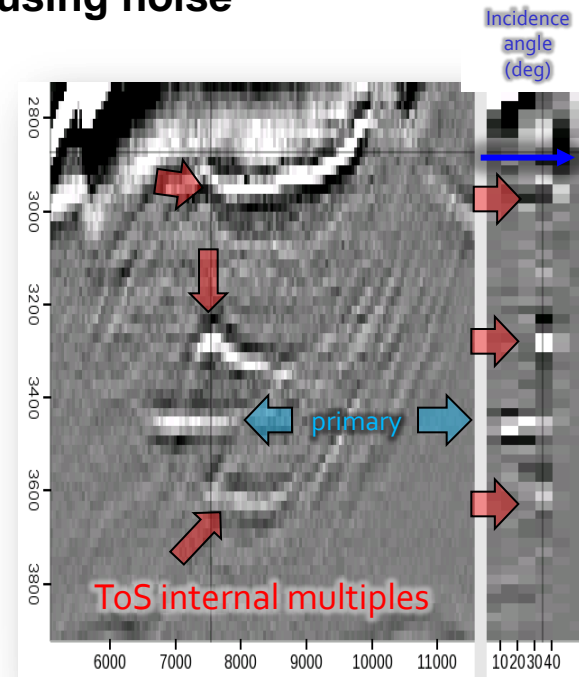 using noise
Incidence
angle
(deg)
2800
3000
3200
3400
3600
3800
primary
ToS internal multiples
6000 7000 8000 9000 10000 11000
10 20 30 40